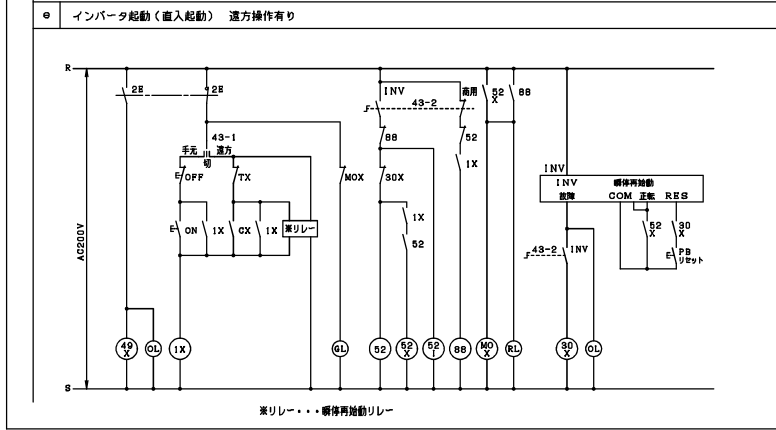 e インバータ起動(直入起動) 遠方操作有り
R
2E
2E
INV
商用
52
X
88
43-2
43-1
手元
切
遠方
88
52
OFF
TX
MOX
30X
1X
INV
INV
故障
瞬停再始動
COM 正転 RES
ON
1X
CX
1X
※リレー
1X
52
52
X
30
X
43-2
INV
PB
リセット
AC200V
49
X
OL
1X
GL
52
52
X
52
1
88
MO
X
RL
30
X
OL
S
※リレー・・・瞬停再始動リレー